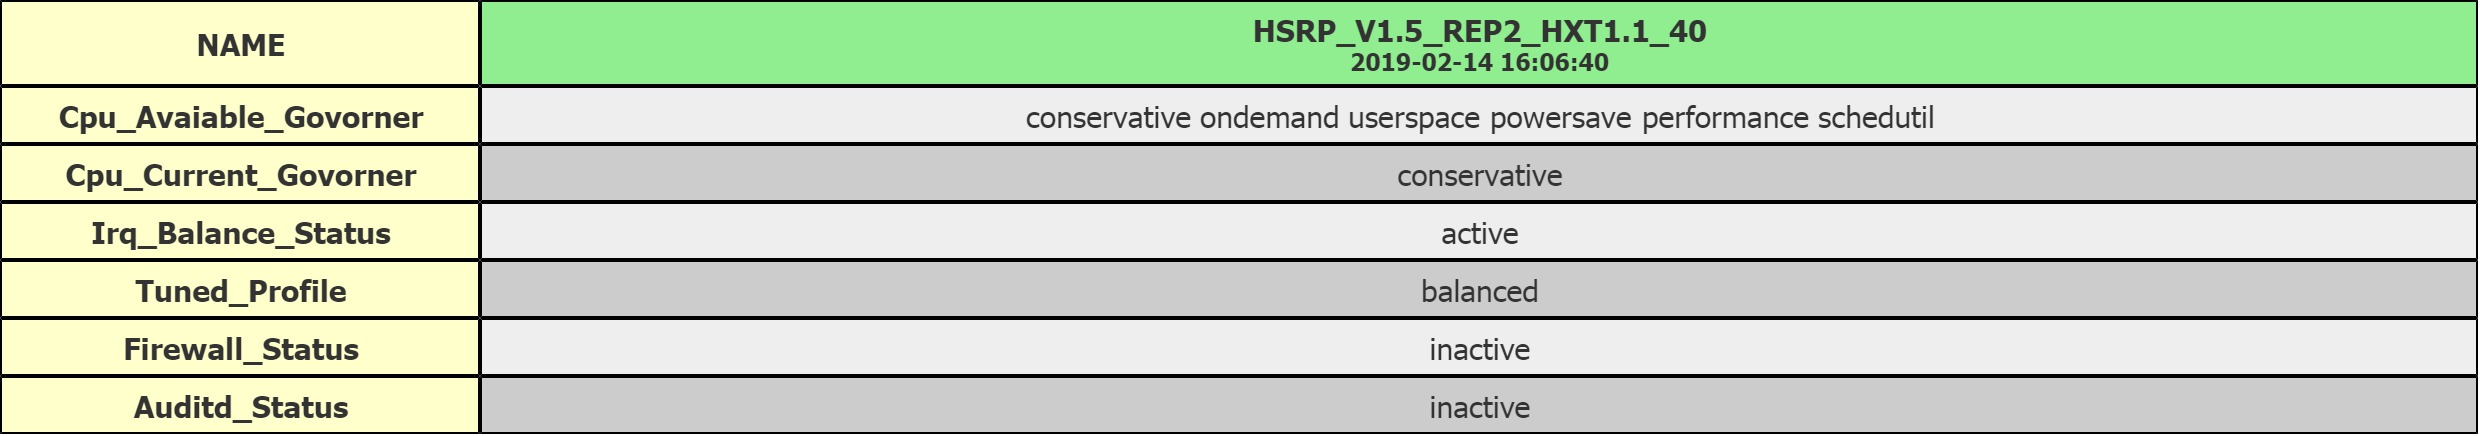 NAME
HSRP_V1.5_REP2_HXT1.1_40
2019-02-14 16:06:40
Cpu_Avaiable_Govorner
conservative ondemand userspace powersave performance schedutil
Cpu_Current_Govorner
conservative
Irq_Balance_Status
active
Tuned_Profile
balanced
Firewall_Status
inactive
Auditd_Status
inactive